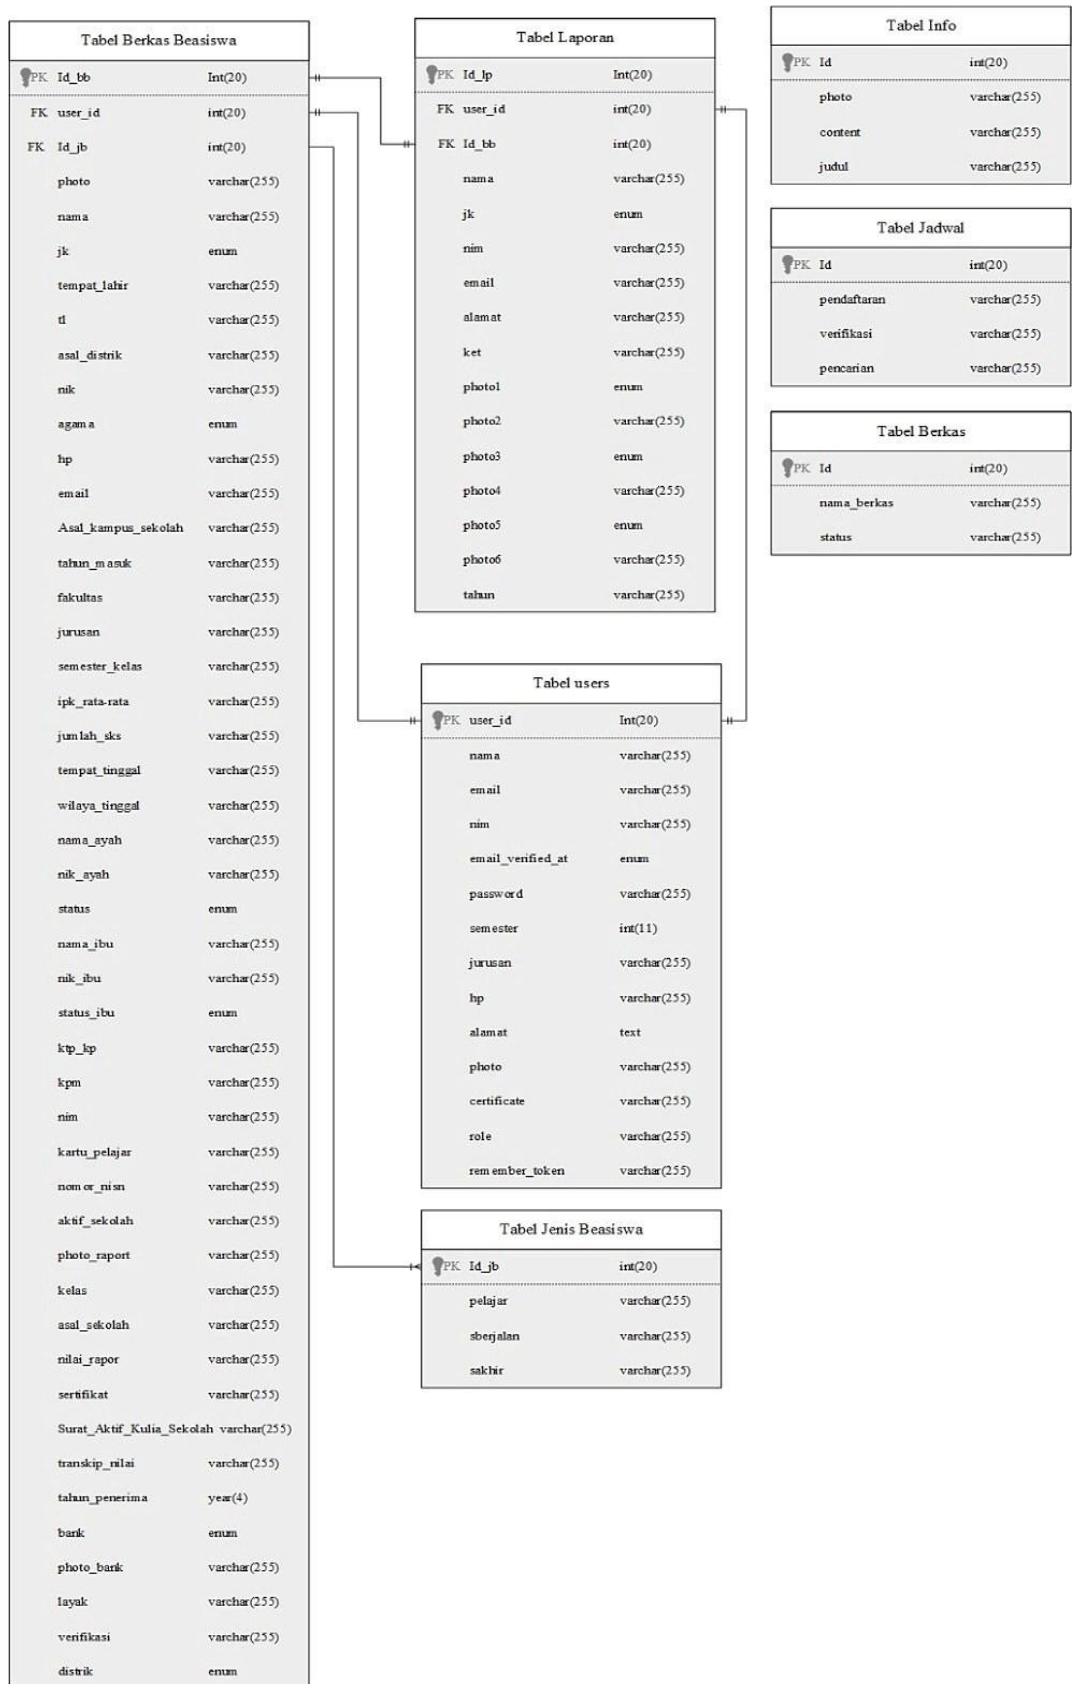 Tabel Berkas Beasiswa
PK Id_bb Int(20)
FK user_id int(20)
FK Id_jb int(20)
photo varchar(255)
nama varchar(255)
jk enum
tempat_lahir varchar(255)
tl varchar(255)
asal_distrik varchar(255)
nik varchar(255)
agama enum
hp varchar(255)
email varchar(255)
Asal_kampus_sekolah varchar(255)
tahun_masuk varchar(255)
fakultas varchar(255)
jurusan varchar(255)
semester_kelas varchar(255)
ipk_rata-rata varchar(255)
jumlah_sks varchar(255)
tempat_tinggal varchar(255)
wilaya_tinggal varchar(255)
nama_ayah varchar(255)
nik_ayah varchar(255)
status enum
nama_ibu varchar(255)
nik_ibu varchar(255)
status_ibu enum
ktp_kp varchar(255)
kpm varchar(255)
nim varchar(255)
kartu_pelajar varchar(255)
nomor_nisn varchar(255)
aktif_sekolah varchar(255)
photo_raport varchar(255)
kelas varchar(255)
asal_sekolah varchar(255)
nilai_rapor varchar(255)
sertifikat varchar(255)
Surat_Aktif_Kulia_Sekolah varchar(255)
transkip_nilai varchar(255)
tahun_penerima year(4)
bank enum
photo_bank varchar(255)
layak varchar(255)
verifikasi varchar(255)
distrik enum
Tabel Laporan
PK Id_lp Int(20)
FK user_id int(20)
FK Id_bb int(20)
nama varchar(255)
jk enum
nim varchar(255)
email varchar(255)
alamat varchar(255)
ket varchar(255)
photo1 enum
photo2 varchar(255)
photo3 enum
photo4 varchar(255)
photo5 enum
photo6 varchar(255)
tahun varchar(255)
Tabel users
PK user_id Int(20)
nama varchar(255)
email varchar(255)
nim varchar(255)
email_verified_at enum
password varchar(255)
semester int(11)
jurusan varchar(255)
hp varchar(255)
alamat text
photo varchar(255)
certificate varchar(255)
role varchar(255)
remember_token varchar(255)
Tabel Jenis Beasiswa
PK Id_jb int(20)
pelajar varchar(255)
sberjalan varchar(255)
sakhir varchar(255)
Tabel Info
PK Id int(20)
photo varchar(255)
content varchar(255)
judul varchar(255)
Tabel Jadwal
PK Id int(20)
pendaftaran varchar(255)
verifikasi varchar(255)
pencarian varchar(255)
Tabel Berkas
PK Id int(20)
nama_berkas varchar(255)
status varchar(255)